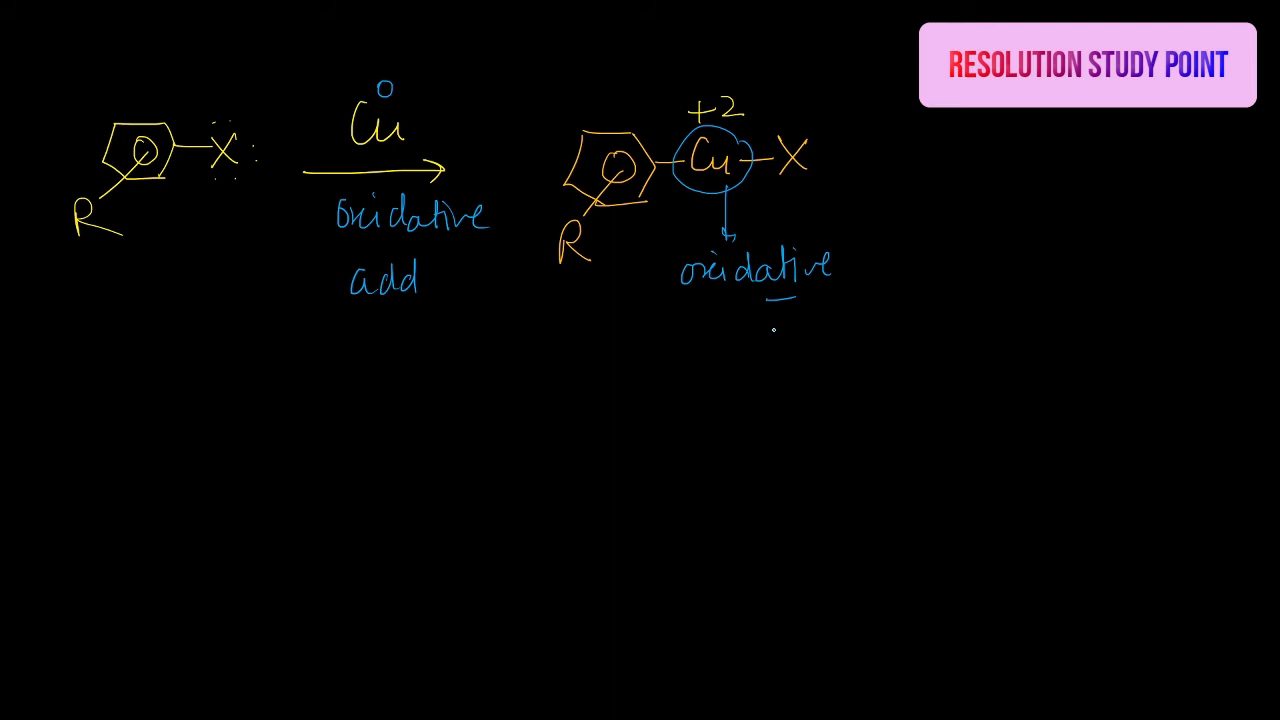 RESOLUTION STUDY POINT
0
Cu
+2
X
R
oxidative
add
Cu
X
R
oxidative